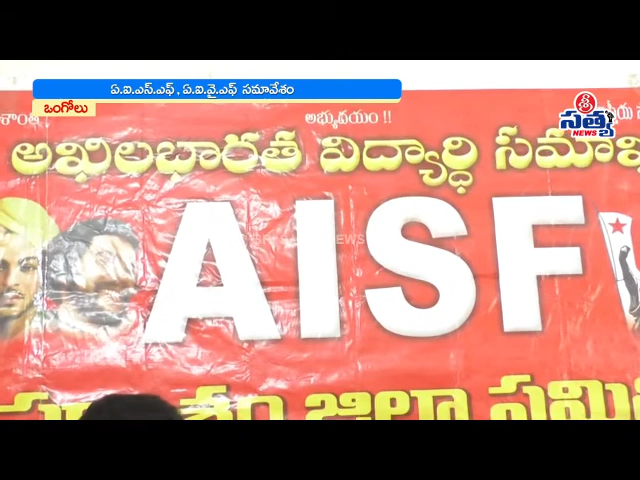 ఏ.ఐ.ఎస్.ఎఫ్ , ఏ.ఐ.వై.ఎఫ్ సమావేశం
ఒంగోలు
శ్రీ
సత్య
NEWS
అభ్యుదయం !!
అఖిలభారత విద్యార్థి సమాఖ
AISF
జిల్లా సమి